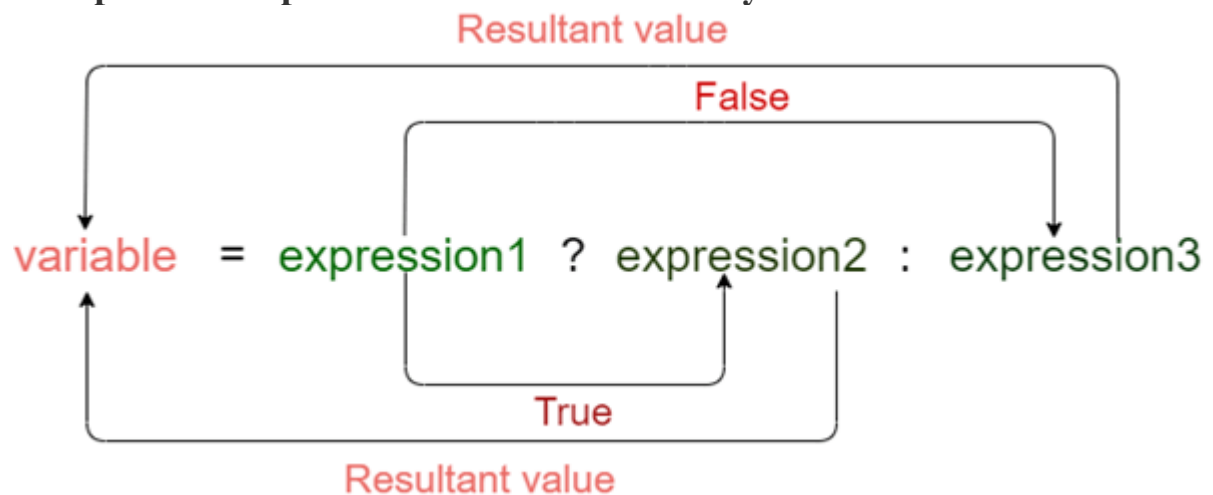 Resultant value
False
variable = expression1 ? expression2 : expression3
True
Resultant value